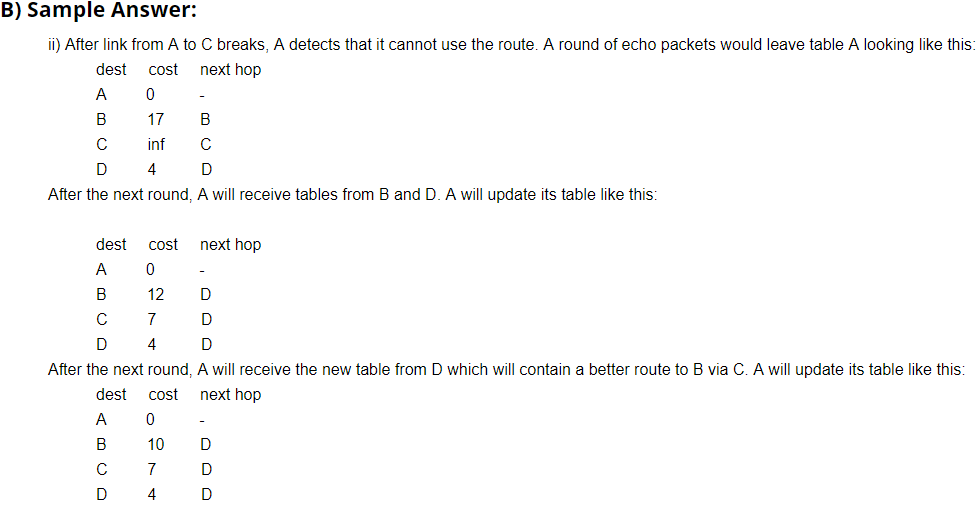 B) Sample Answer:
ii) After link from A to C breaks, A detects that it cannot use the route. A round of echo packets would leave table A looking like this:
dest cost next hop
A 0 -
B 17 B
C inf C
D 4 D
After the next round, A will receive tables from B and D. A will update its table like this:
dest cost next hop
A 0 -
B 12 D
C 7 D
D 4 D
After the next round, A will receive the new table from D which will contain a better route to B via C. A will update its table like this:
dest cost next hop
A 0 -
B 10 D
C 7 D
D 4 D